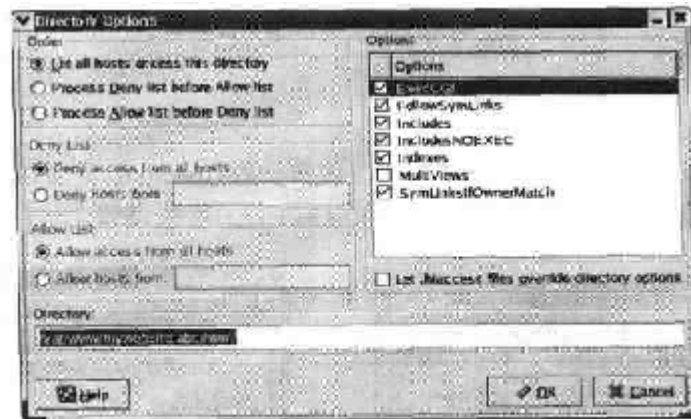 Directory Options
Order
Let all hosts access this directory
Process Deny list before Allow list
Process Allow list before Deny list
Deny List
Deny access from all hosts
Deny hosts from
Allow List
Allow access from all hosts
Allow hosts from:
Directory:
Help
Options
Options
ExecCGI
FollowSymLinks
Includes
IncludesNOEXEC
Indexes
MultiViews
SymLinksIfOwnerMatch
Let .htaccess files override directory options
OK
Cancel